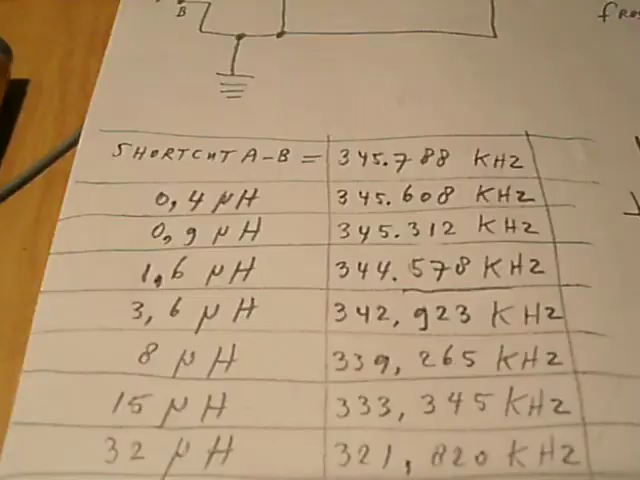 B
SHORTCUT A-B = 345.788 KHZ
0,4 µH 345.608 KHZ
0,9 µH 345.312 KHZ
1,6 µH 344.578 KHZ
3,6 µH 342,923 KHZ
8 µH 339,265 KHZ
15 µH 333,345 KHZ
32 µH 321,820 KHZ